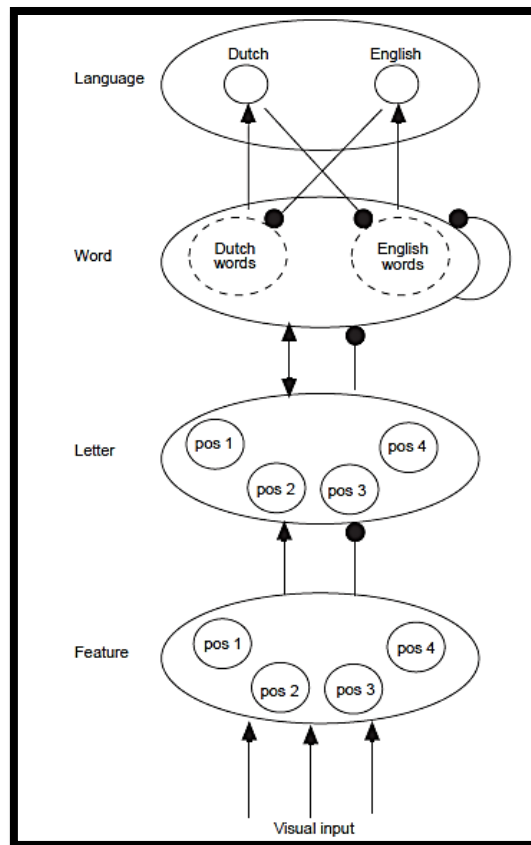 Dutch English
Language
Dutch words
English words
Word
pos 1 pos 4
Letter
pos 2 pos 3
pos 1 pos 4
Feature
pos 2 pos 3
Visual input